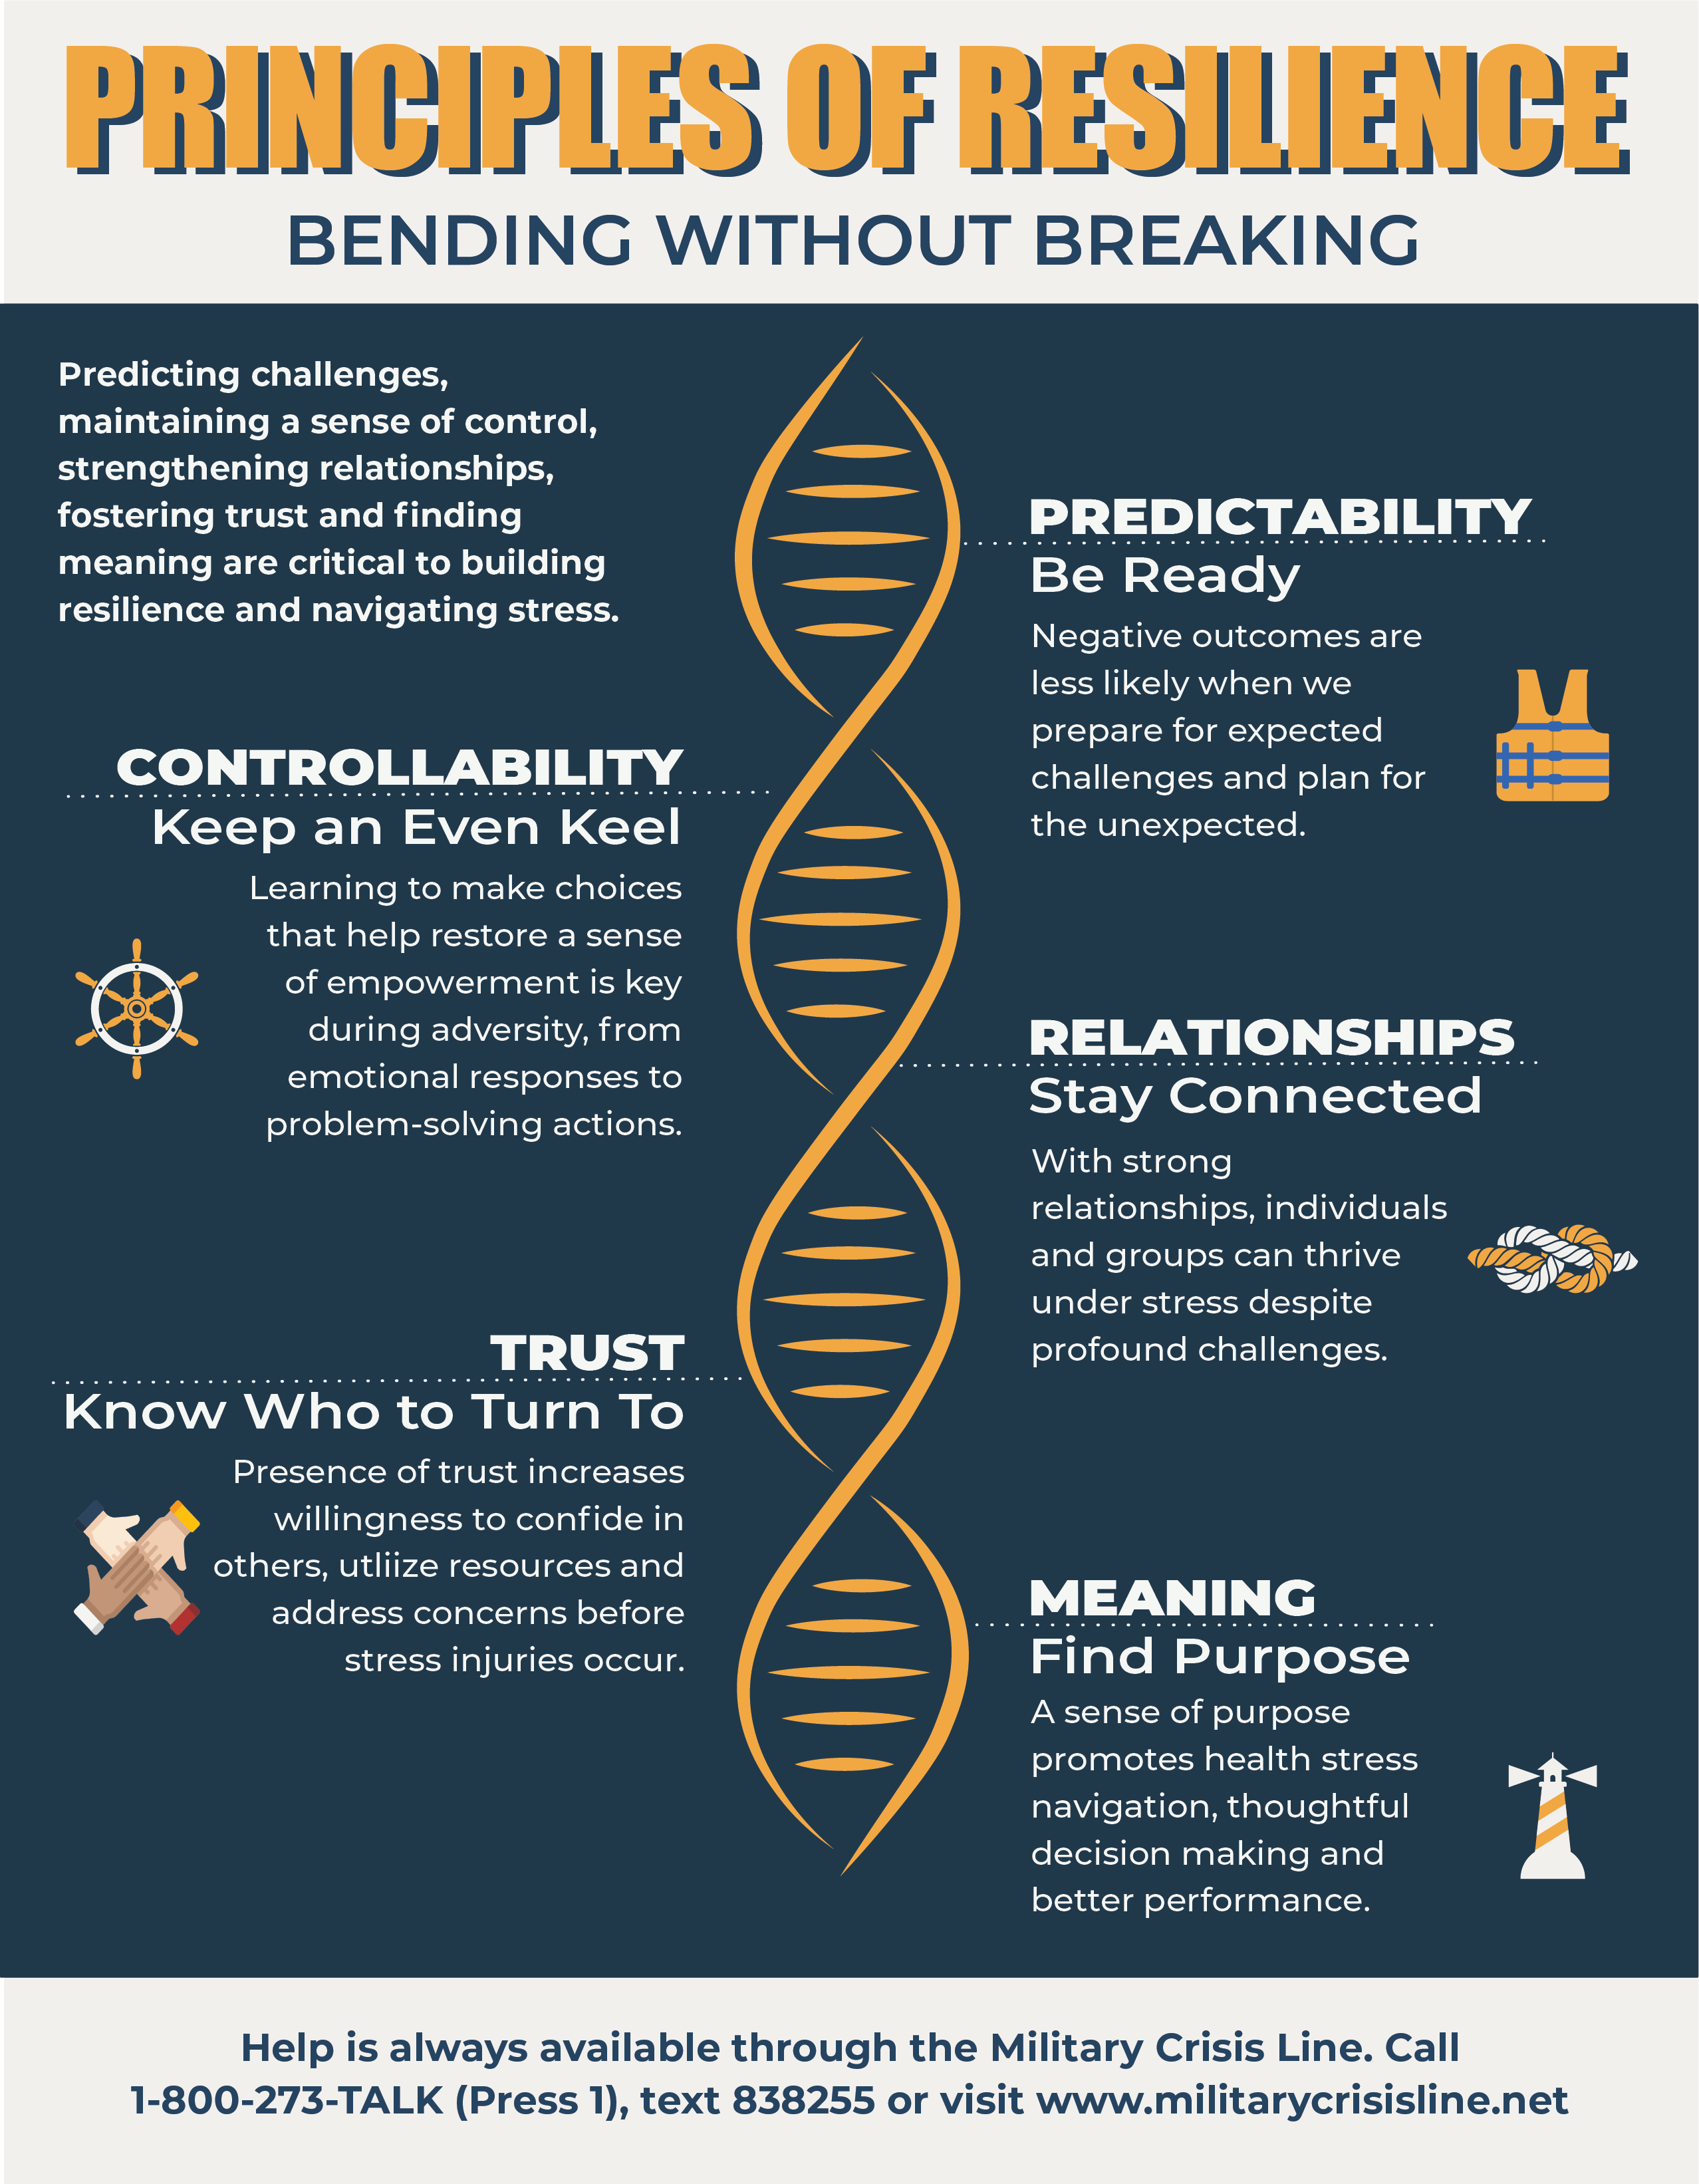 PRINCIPLES OF RESILIENCE
BENDING WITHOUT BREAKING
Predicting challenges,
maintaining a sense of control,
strengthening relationships,
fostering trust and finding
meaning are critical to building
resilience and navigating stress.
PREDICTABILITY
Be Ready
Negative outcomes are
less likely when we
prepare for expected
challenges and plan for
the unexpected.
CONTROLLABILITY
Keep an Even Keel
Learning to make choices
that help restore a sense
of empowerment is key
during adversity, from
emotional responses to
problem-solving actions.
RELATIONSHIPS
Stay Connected
With strong
relationships, individuals
and groups can thrive
under stress despite
profound challenges.
TRUST
Know Who to Turn To
Presence of trust increases
willingness to confide in
others, utliize resources and
address concerns before
stress injuries occur.
MEANING
Find Purpose
A sense of purpose
promotes health stress
navigation, thoughtful
decision making and
better performance.
Help is always available through the Military Crisis Line. Call
1-800-273-TALK (Press 1), text 838255 or visit www.militarycrisisline.net